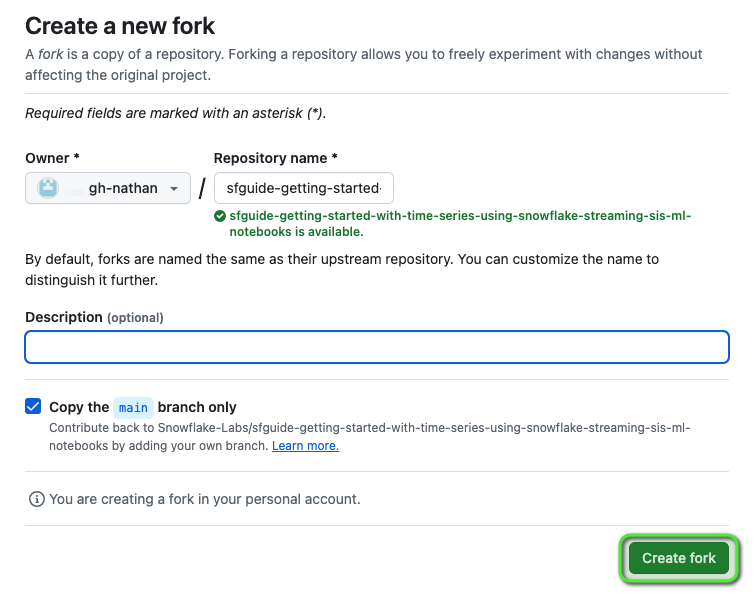 Create a new fork
A fork is a copy of a repository. Forking a repository allows you to freely experiment with changes without
affecting the original project.
Required fields are marked with an asterisk (*).
Owner * Repository name *
gh-nathan / sfguide-getting-started-
sfguide-getting-started-with-time-series-using-snowflake-streaming-sis-ml-
notebooks is available.
By default, forks are named the same as their upstream repository. You can customize the name to
distinguish it further.
Description (optional)
Copy the main branch only
Contribute back to Snowflake-Labs/sfguide-getting-started-with-time-series-using-snowflake-streaming-sis-ml-
notebooks by adding your own branch. Learn more.
You are creating a fork in your personal account.
Create fork